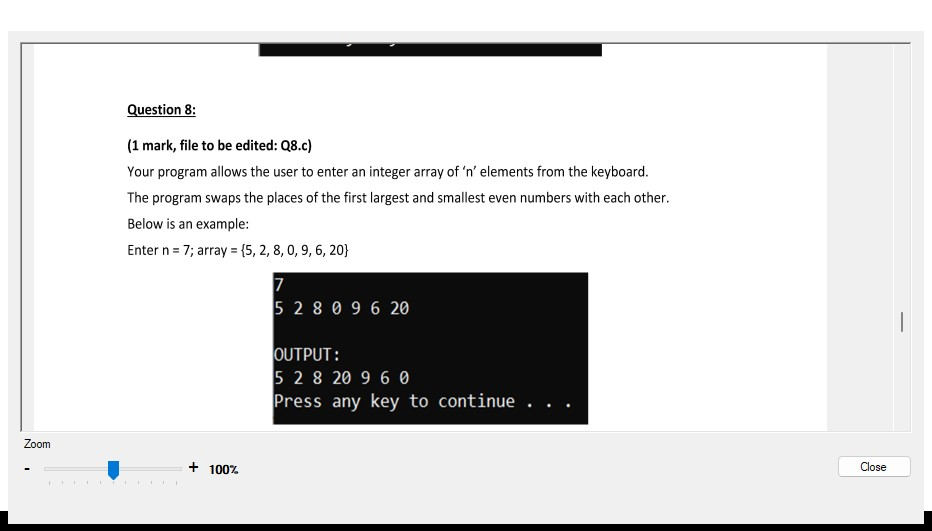 Question 8:
(1 mark, file to be edited: Q8.c)
Your program allows the user to enter an integer array of ‘n’ elements from the keyboard.
The program swaps the places of the first largest and smallest even numbers with each other.
Below is an example:
Enter n = 7; array = {5, 2, 8, 0, 9, 6, 20}
7
5 2 8 0 9 6 20
OUTPUT:
5 2 8 20 9 6 0
Press any key to continue . . .
Zoom
- + 100%
Close